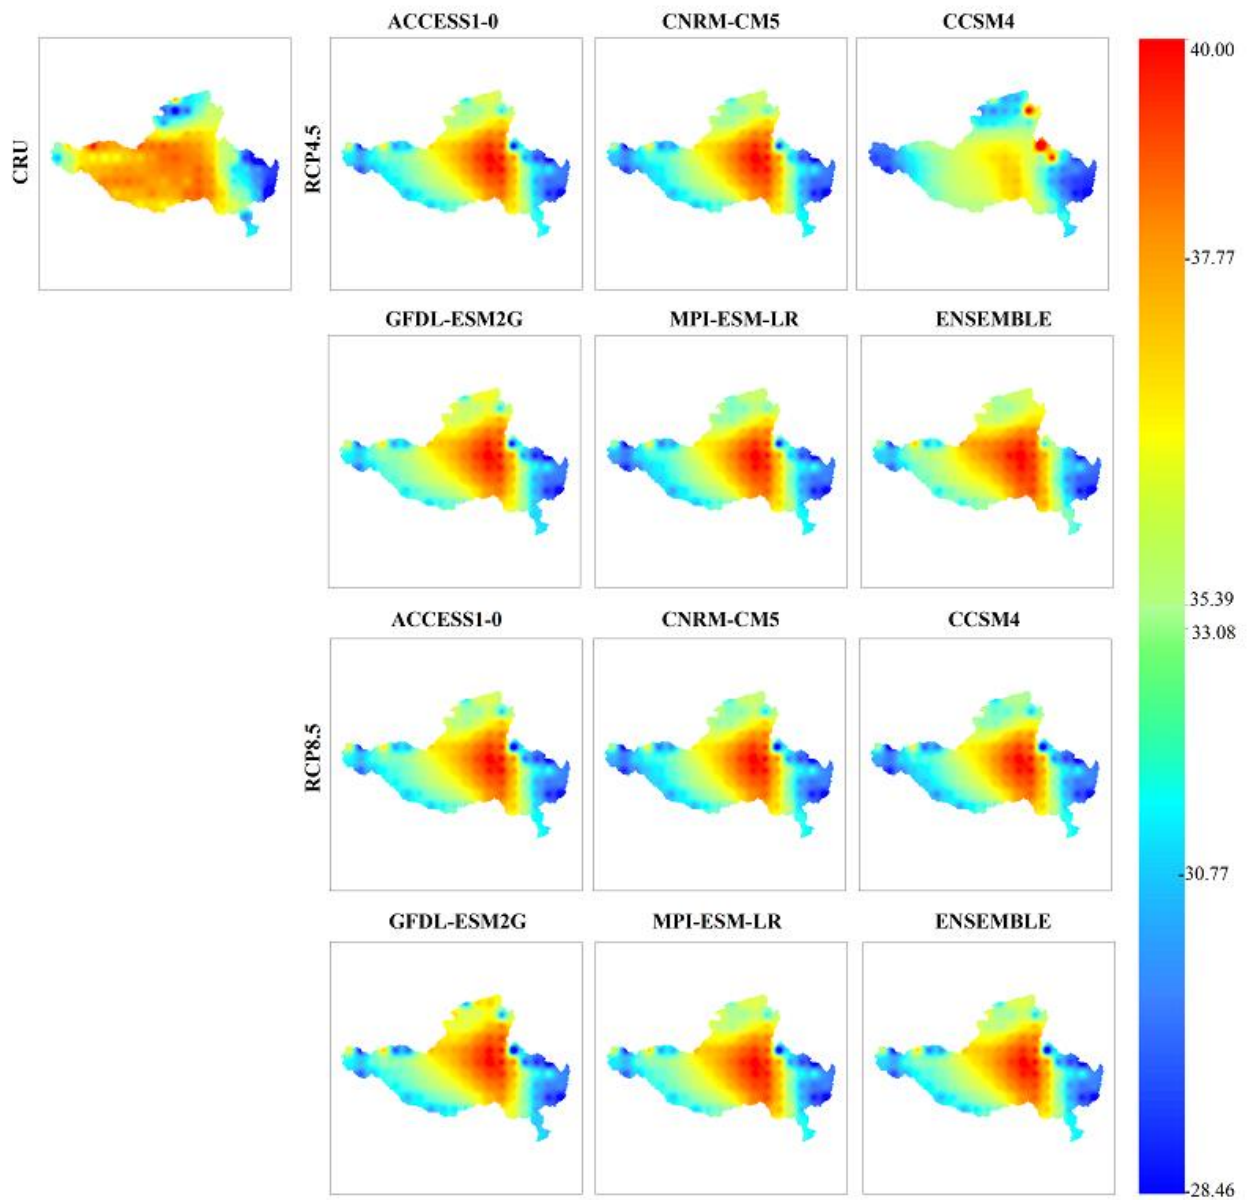 ACCESS1-0 CNRM-CM5 CCSM4
CRU
RCP4.5
GFDL-ESM2G MPI-ESM-LR ENSEMBLE
ACCESS1-0 CNRM-CM5 CCSM4
RCP8.5
GFDL-ESM2G MPI-ESM-LR ENSEMBLE
40.00
37.77
35.39
33.08
30.77
28.46